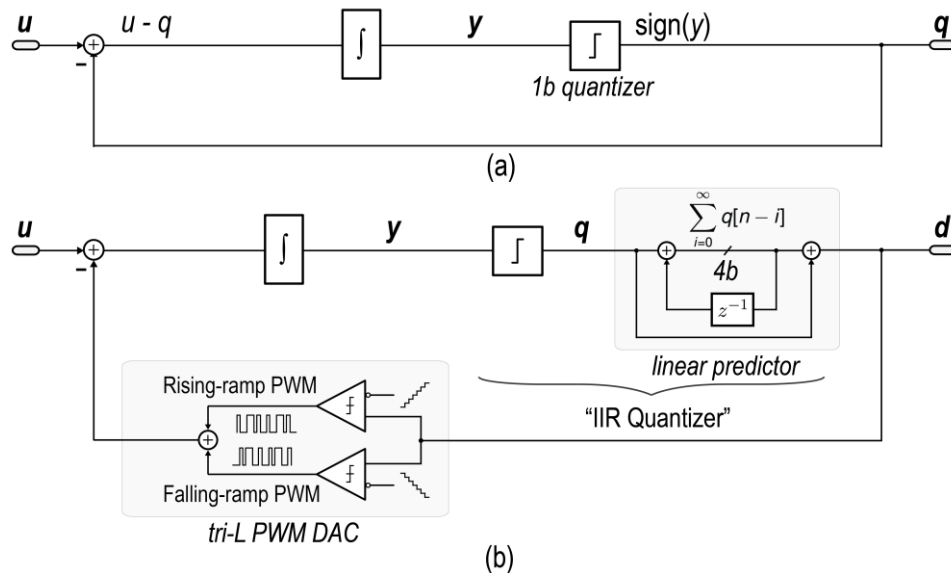 u
u - q
∫
y
sign(y)
q
1b quantizer
(a)
u
∫
y
q
∞
∑ q[n − i]
i=0
4b
z⁻¹
d
linear predictor
“IIR Quantizer”
Rising-ramp PWM
Falling-ramp PWM
tri-L PWM DAC
(b)